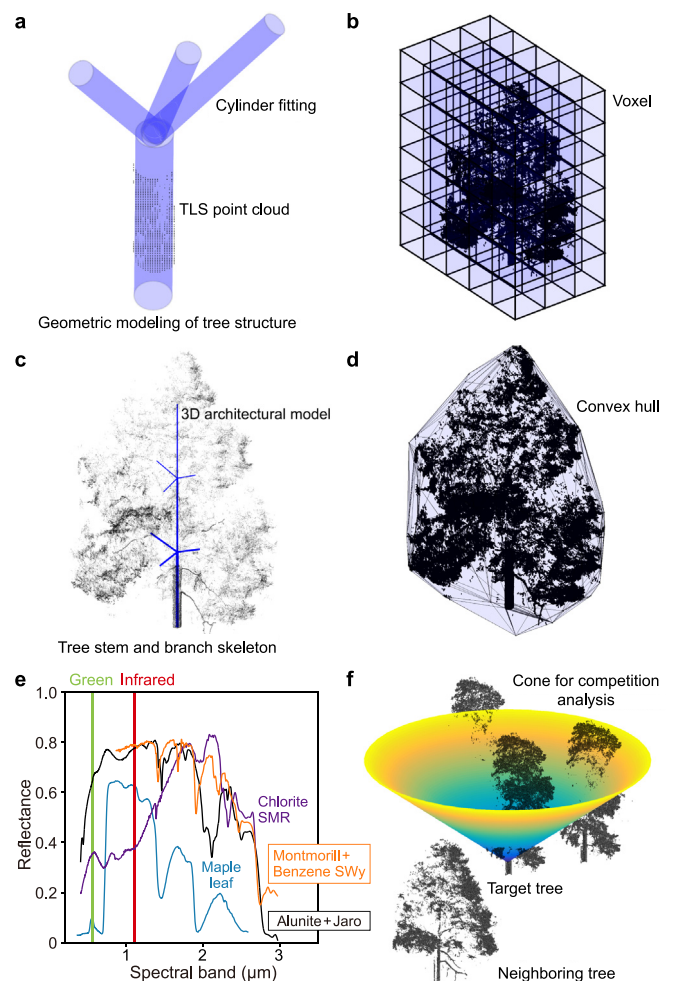 a
Cylinder fitting
TLS point cloud
Geometric modeling of tree structure
b
Voxel
c
3D architectural model
Tree stem and branch skeleton
d
Convex hull
e
Green
Infrared
1.0
0.8
0.6
0.4
0.2
0
Reflectance
Chlorite
SMR
Maple
leaf
Montmorill+
Benzene SWy
Alunite+Jaro
1
2
3
Spectral band (μm)
f
Cone for competition
analysis
Target tree
Neighboring tree